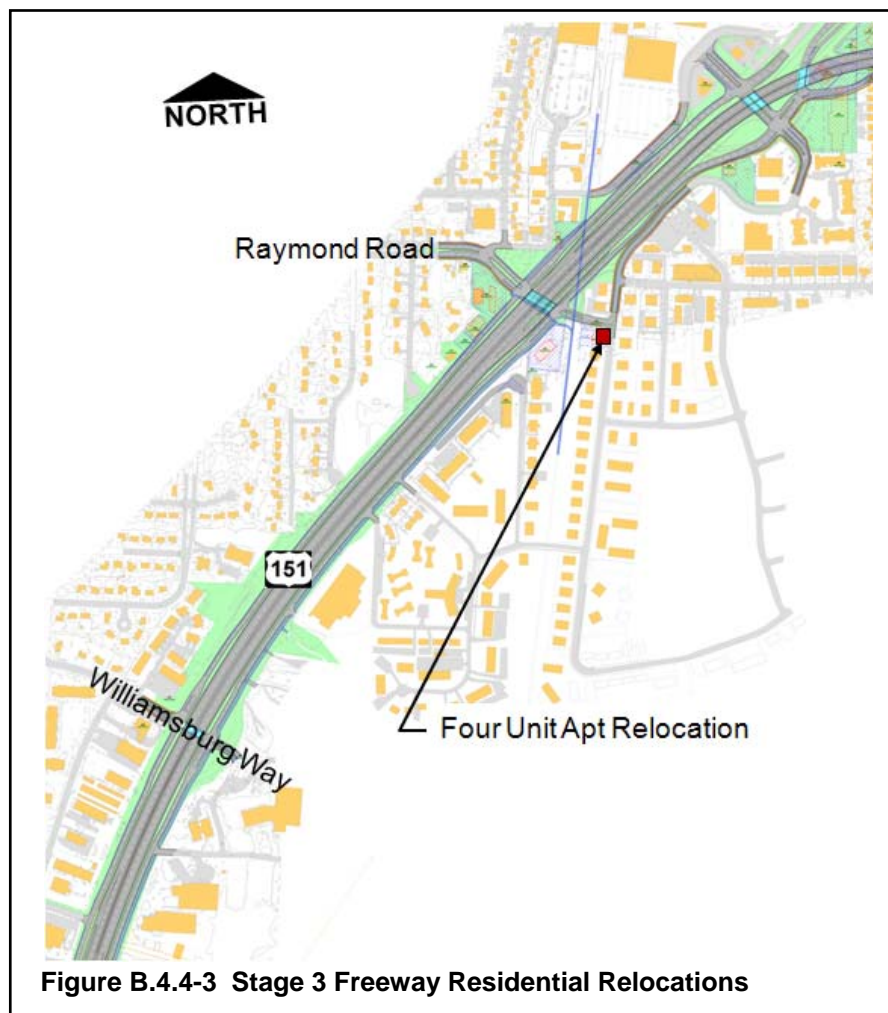 NORTH
Raymond Road
151
Williamsburg Way
Four Unit Apt Relocation
Figure B.4.4-3 Stage 3 Freeway Residential Relocations